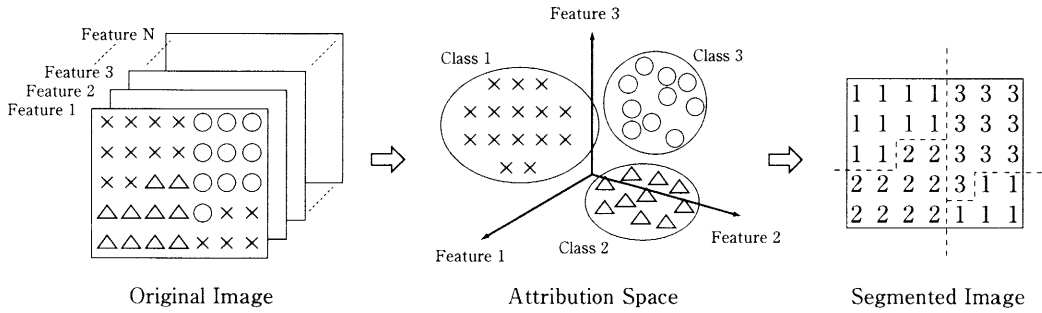 Feature N
Feature 3
Feature 2
Feature 1
Original Image
Feature 3
Class 1
Class 3
Class 2
Feature 1
Feature 2
Attribution Space
1 1 1 1 3 3 3
1 1 1 1 3 3 3
1 1 2 2 3 3 3
2 2 2 2 3 1 1
2 2 2 2 1 1 1
Segmented Image